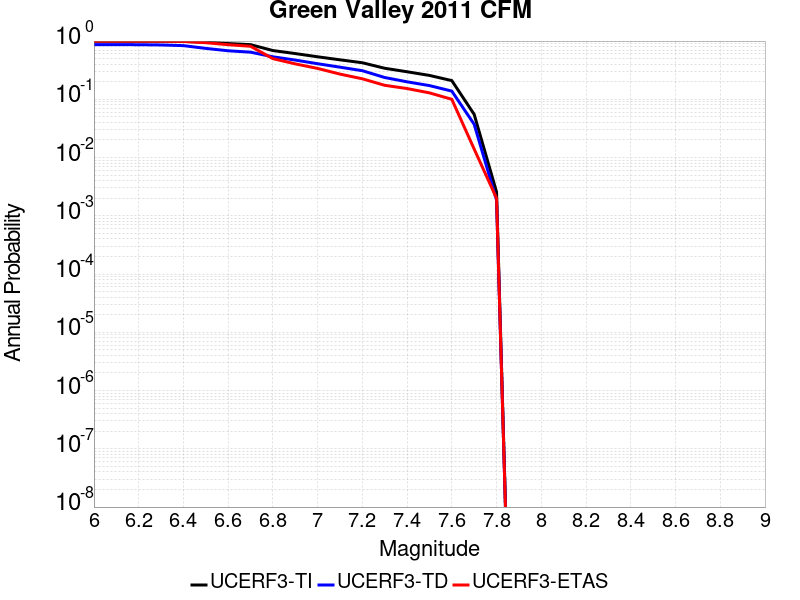 Green Valley 2011 CFM
10^0
10^-1
10^-2
10^-3
10^-4
10^-5
10^-6
10^-7
10^-8
Annual Probability
6 6.2 6.4 6.6 6.8 7 7.2 7.4 7.6 7.8 8 8.2 8.4 8.6 8.8 9
Magnitude
UCERF3-TI UCERF3-TD UCERF3-ETAS